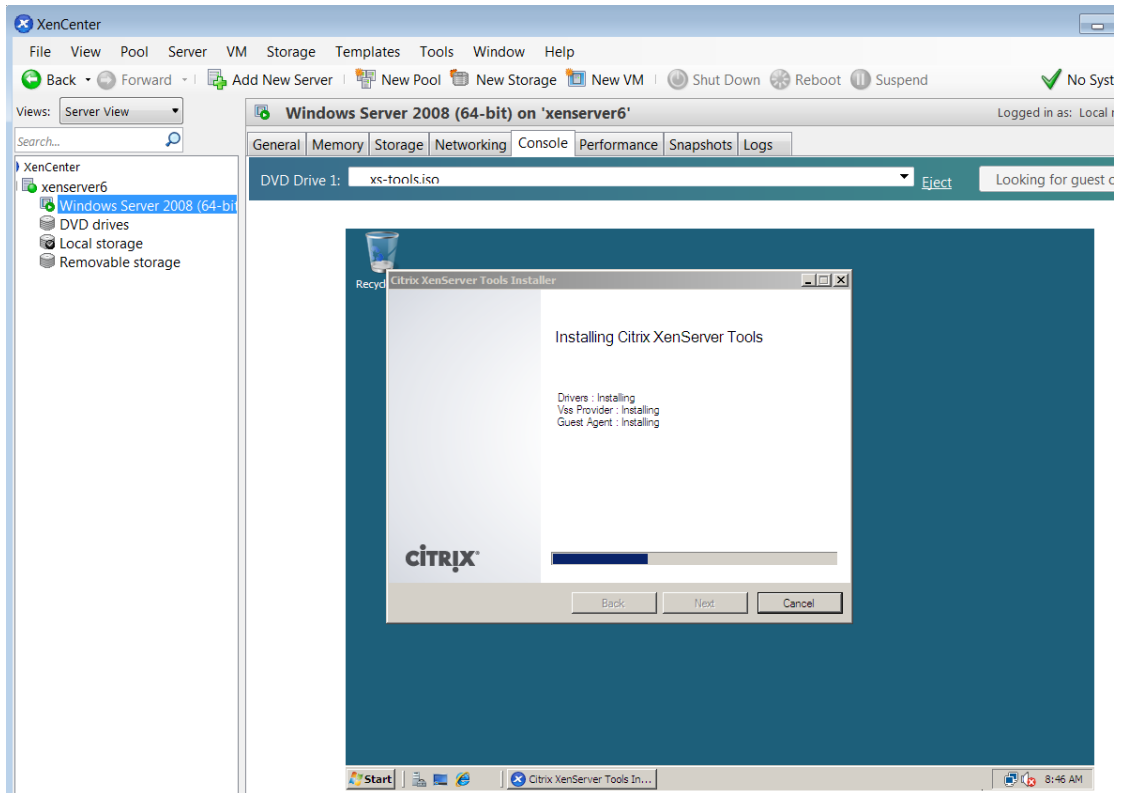 XenCenter
File View Pool Server VM Storage Templates Tools Window Help
Back Forward Add New Server New Pool New Storage New VM Shut Down Reboot Suspend No Syst
Views: Server View
Windows Server 2008 (64-bit) on 'xenserver6'
Logged in as: Local r
Search...
General Memory Storage Networking Console Performance Snapshots Logs
XenCenter
xenserver6
Windows Server 2008 (64-bit
DVD drives
Local storage
Removable storage
DVD Drive 1: xs-tools.iso Eject Looking for guest c
Recycl
Citrix XenServer Tools Installer
Installing Citrix XenServer Tools
Drivers : Installing
Vss Provider : Installing
Guest Agent : Installing
CİTRIX
Back Next Cancel
Start Citrix XenServer Tools In... 8:46 AM